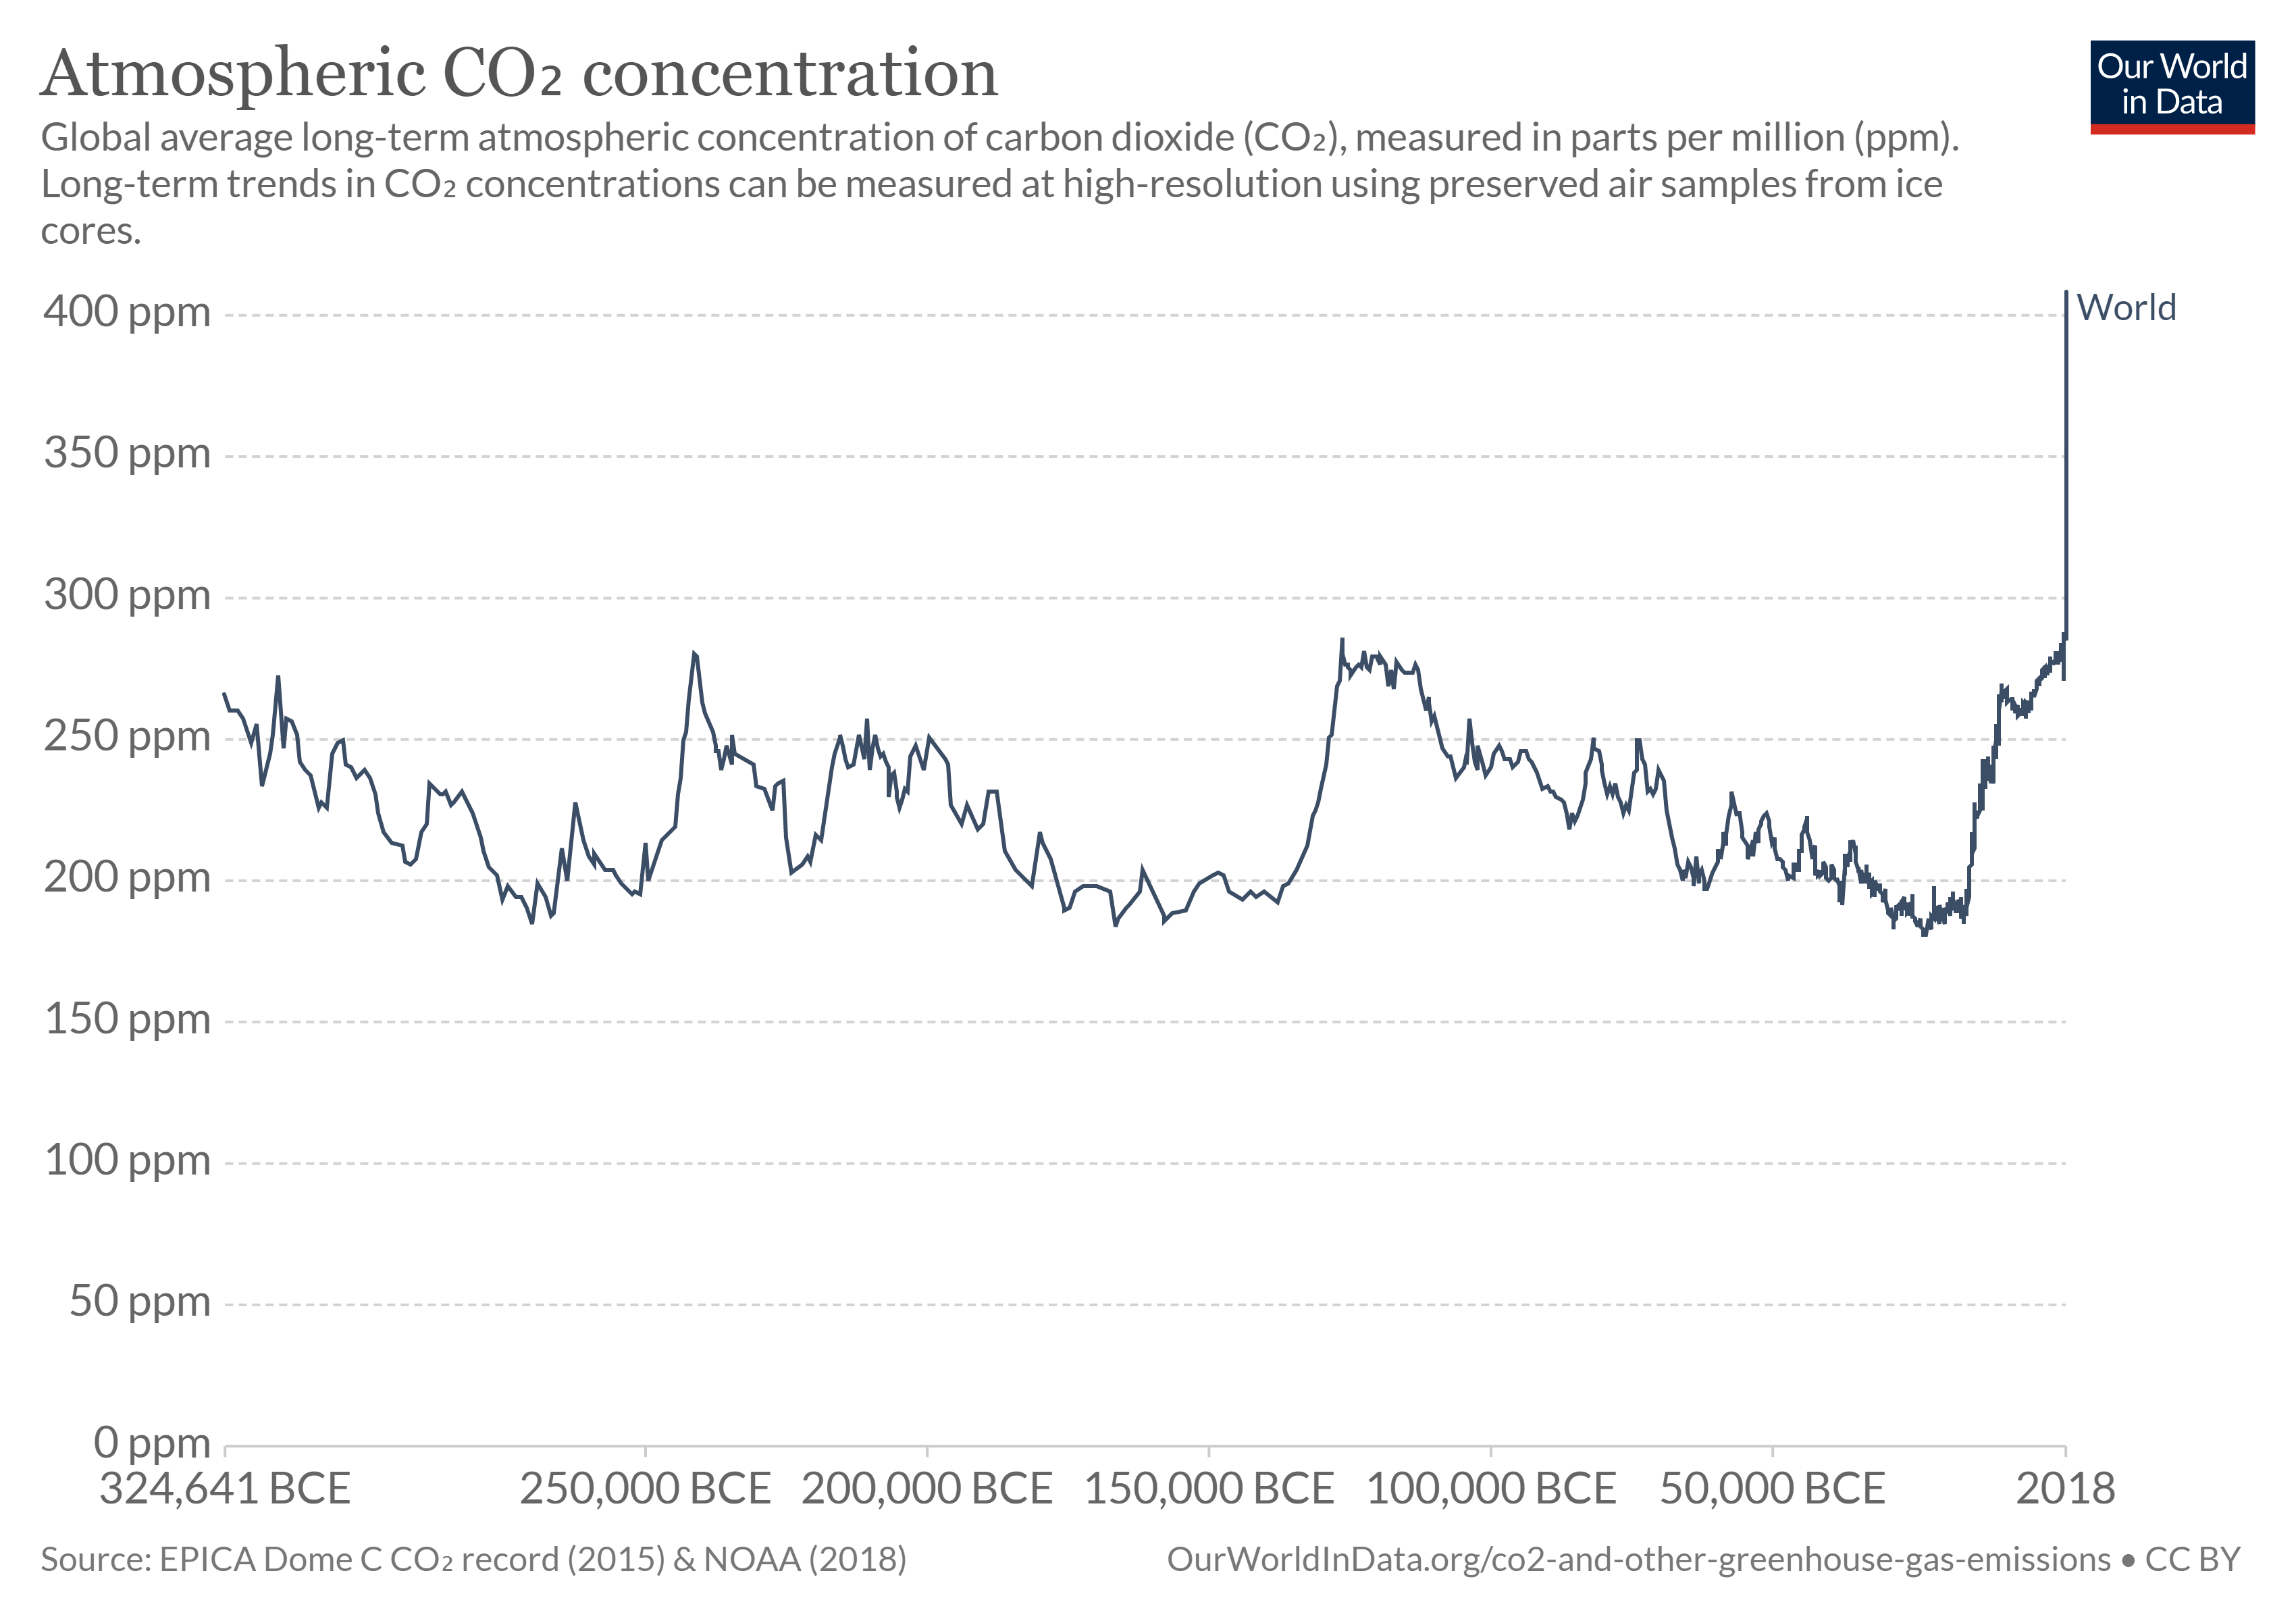 Atmospheric CO₂ concentration
Our World
in Data
Global average long-term atmospheric concentration of carbon dioxide (CO₂), measured in parts per million (ppm).
Long-term trends in CO₂ concentrations can be measured at high-resolution using preserved air samples from ice
cores.
400 ppm
World
350 ppm
300 ppm
250 ppm
200 ppm
150 ppm
100 ppm
50 ppm
0 ppm
324,641 BCE 250,000 BCE 200,000 BCE 150,000 BCE 100,000 BCE 50,000 BCE 2018
Source: EPICA Dome C CO₂ record (2015) & NOAA (2018)
OurWorldInData.org/co2-and-other-greenhouse-gas-emissions • CC BY